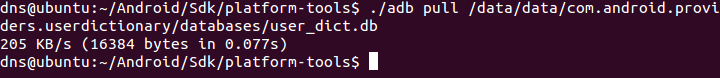 dns@ubuntu:~/Android/Sdk/platform-tools$ ./adb pull /data/data/com.android.provi
ders.userdictionary/databases/user_dict.db
205 KB/s (16384 bytes in 0.077s)
dns@ubuntu:~/Android/Sdk/platform-tools$